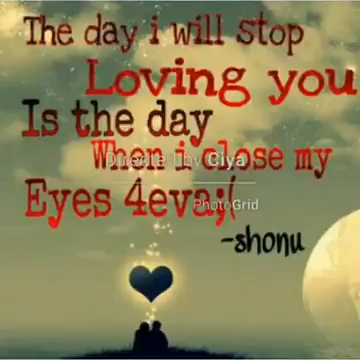 The day i will stop
Loving you
Is the day
When i close my
Directed by Giya
Eyes 4eva;(
PhotoGrid
-shonu